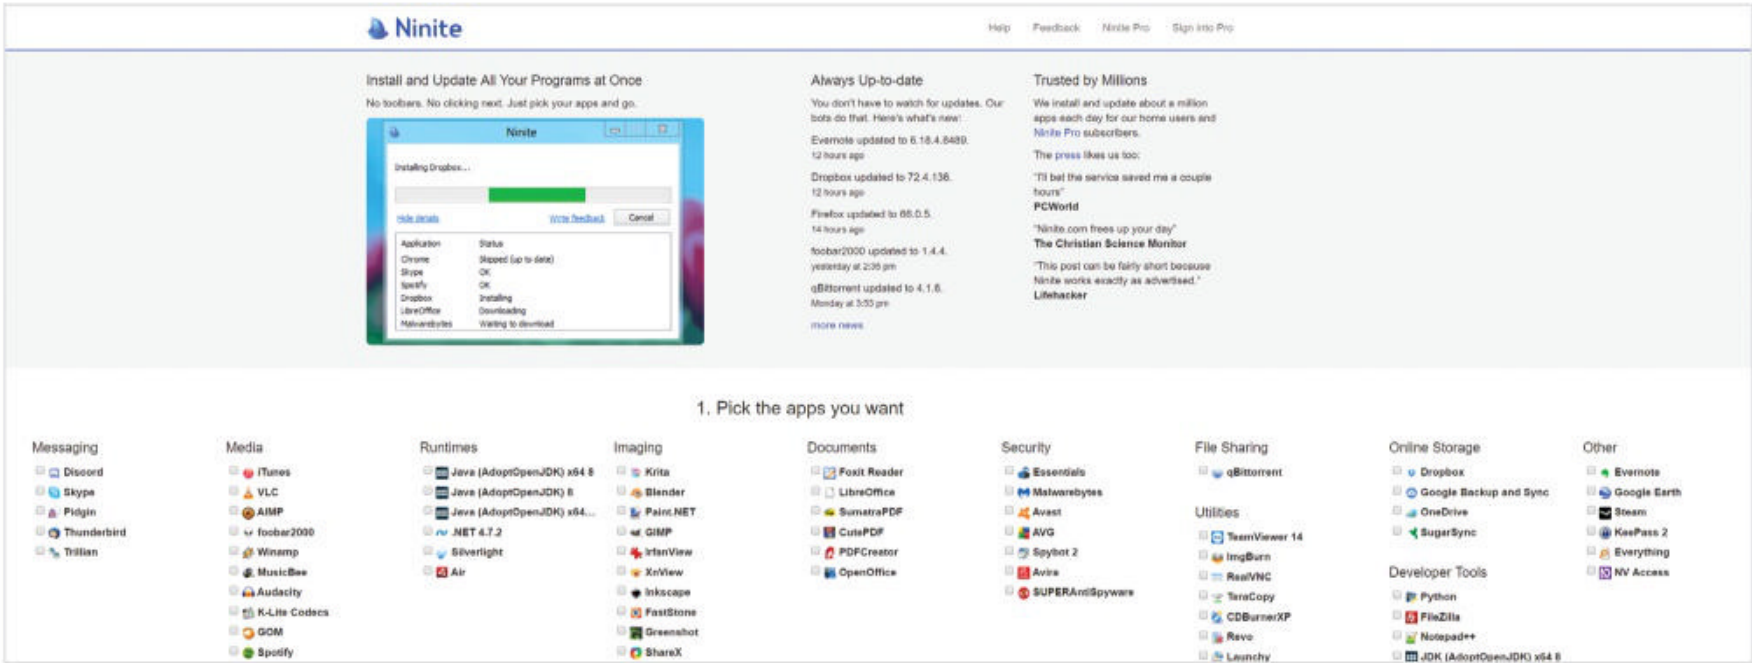 Ninite
Help Feedback Ninite Pro Sign into Pro
Install and Update All Your Programs at Once
No toolbars. No clicking next. Just pick your apps and go.
Ninite
Installing Dropbox...
Hide details Write feedback Cancel
Application Status
Chrome Skipped (up to date)
Skype OK
Spotify OK
Dropbox Installing
LibreOffice Downloading
Malwarebytes Waiting to download
Always Up-to-date
You don't have to watch for updates. Our
bots do that. Here's what's new:
Evernote updated to 6.18.4.8489.
12 hours ago
Dropbox updated to 72.4.136.
12 hours ago
Firefox updated to 66.0.5.
14 hours ago
foobar2000 updated to 1.4.4.
yesterday at 2:35 pm
qBittorrent updated to 4.1.6.
Monday at 3:53 pm
more news
Trusted by Millions
We install and update about a million
apps each day for our home users and
Ninite Pro subscribers.
The press likes us too:
"I'll bet the service saved me a couple
hours"
PCWorld
"Ninite.com frees up your day"
The Christian Science Monitor
"This post can be fairly short because
Ninite works exactly as advertised."
Lifehacker
1. Pick the apps you want
Messaging
Discord
Skype
Pidgin
Thunderbird
Trillian
Media
iTunes
VLC
AIMP
foobar2000
Winamp
MusicBee
Audacity
K-Lite Codecs
GOM
Spotify
Runtimes
Java (AdoptOpenJDK) x64 8
Java (AdoptOpenJDK) 8
Java (AdoptOpenJDK) x64...
.NET 4.7.2
Silverlight
Air
Imaging
Krita
Blender
Paint.NET
GIMP
IrfanView
XnView
Inkscape
FastStone
Greenshot
ShareX
Documents
Foxit Reader
LibreOffice
SumatraPDF
CutePDF
PDFCreator
OpenOffice
Security
Essentials
Malwarebytes
Avast
AVG
Spybot 2
Avira
SUPERAntiSpyware
File Sharing
qBittorrent
Utilities
TeamViewer 14
ImgBurn
RealVNC
TeraCopy
CDBurnerXP
Revo
Launchy
Online Storage
Dropbox
Google Backup and Sync
OneDrive
SugarSync
Developer Tools
Python
FileZilla
Notepad++
JDK (AdoptOpenJDK) x64 8
Other
Evernote
Google Earth
Steam
KeePass 2
Everything
NV Access